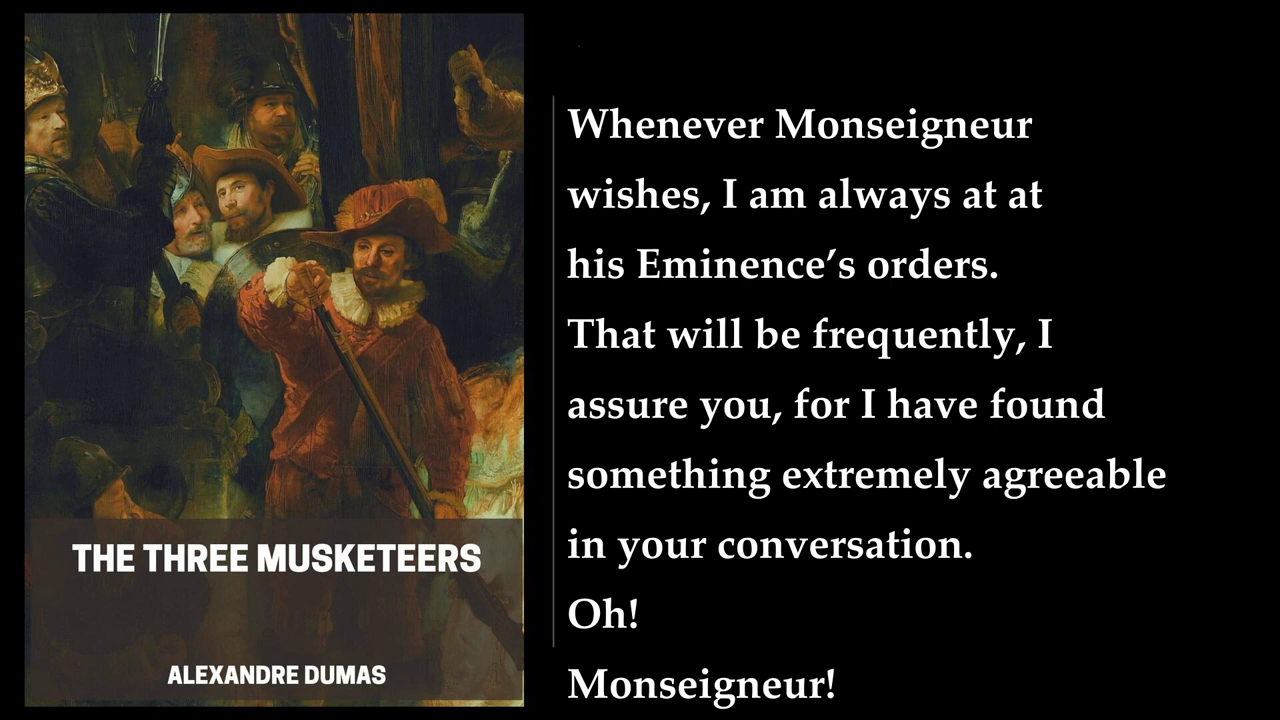 THE THREE MUSKETEERS
ALEXANDRE DUMAS
Whenever Monseigneur
wishes, I am always at at
his Eminence’s orders.
That will be frequently, I
assure you, for I have found
something extremely agreeable
in your conversation.
Oh!
Monseigneur!